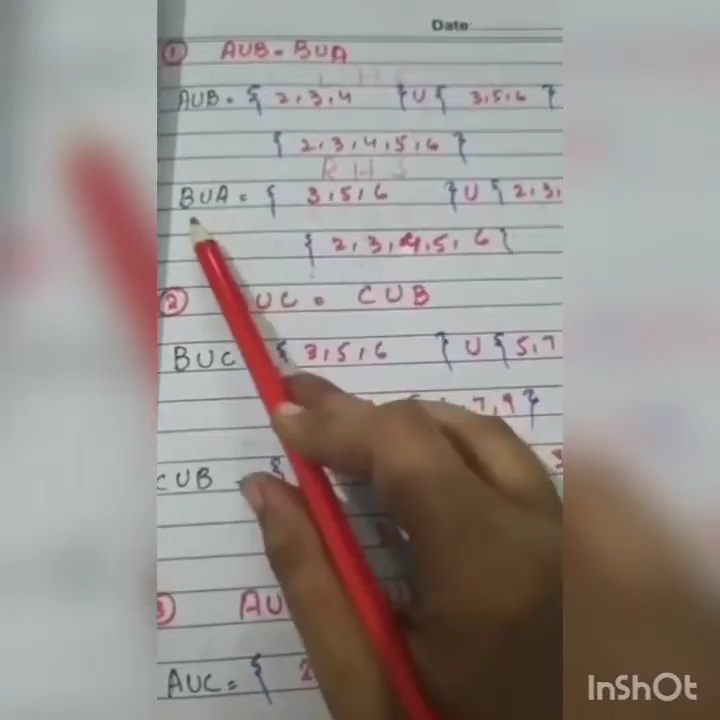 Date:
① AUB = BUA
AUB = { 2,3,4 } U { 3,5,6 }
{ 2,3,4,5,6 }
R H S
BUA = { 3,5,6 } U { 2,3,
{ 2,3,4,5,6 }
② UC = CUB
BUC { 3,5,6 } U { 5,7
,7,9 }
CUB = {
3 AU
AUC = { 2
InShOt